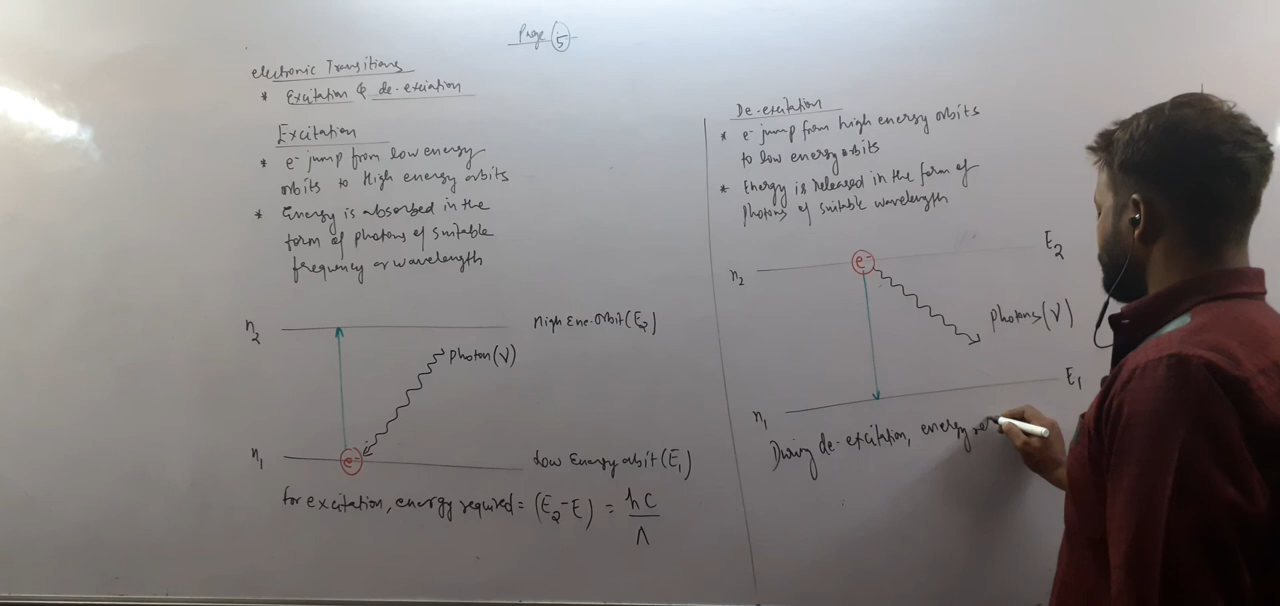 Page 5
electronic Transitions
* Excitation & de-exciation
Excitation
* e- jump from low energy
orbits to High energy orbits
* Energy is absorbed in the
form of photons of suitable
frequency or wavelength
n2
High Ene. orbit (E2)
Photon (ν)
n1
e-
Low Energy orbit (E1)
for excitation, energy required = (E2-E) = hc/λ
De-excitation
* e- jump from high energy orbits
to low energy orbits
* Energy is released in the form of
photons of suitable wavelength
n2
e-
E2
Photons (ν)
n1
E1
During de-excitation, energy re